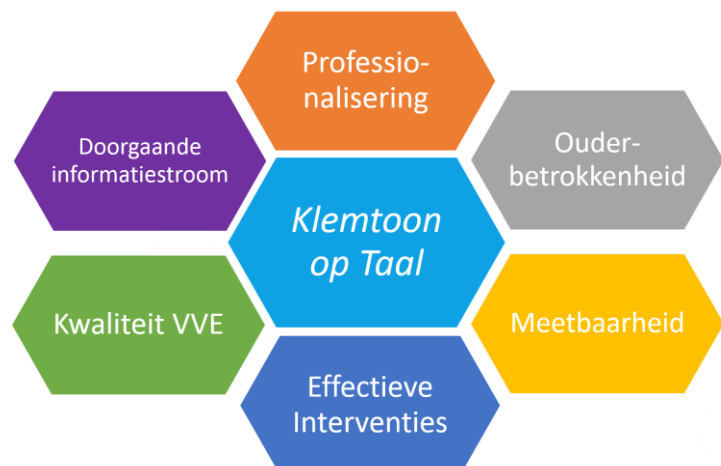 Professio-
nalisering
Doorgaande
informatiestroom
Ouder-
betrokkenheid
Klemtoon
op Taal
Kwaliteit VVE
Meetbaarheid
Effectieve
Interventies